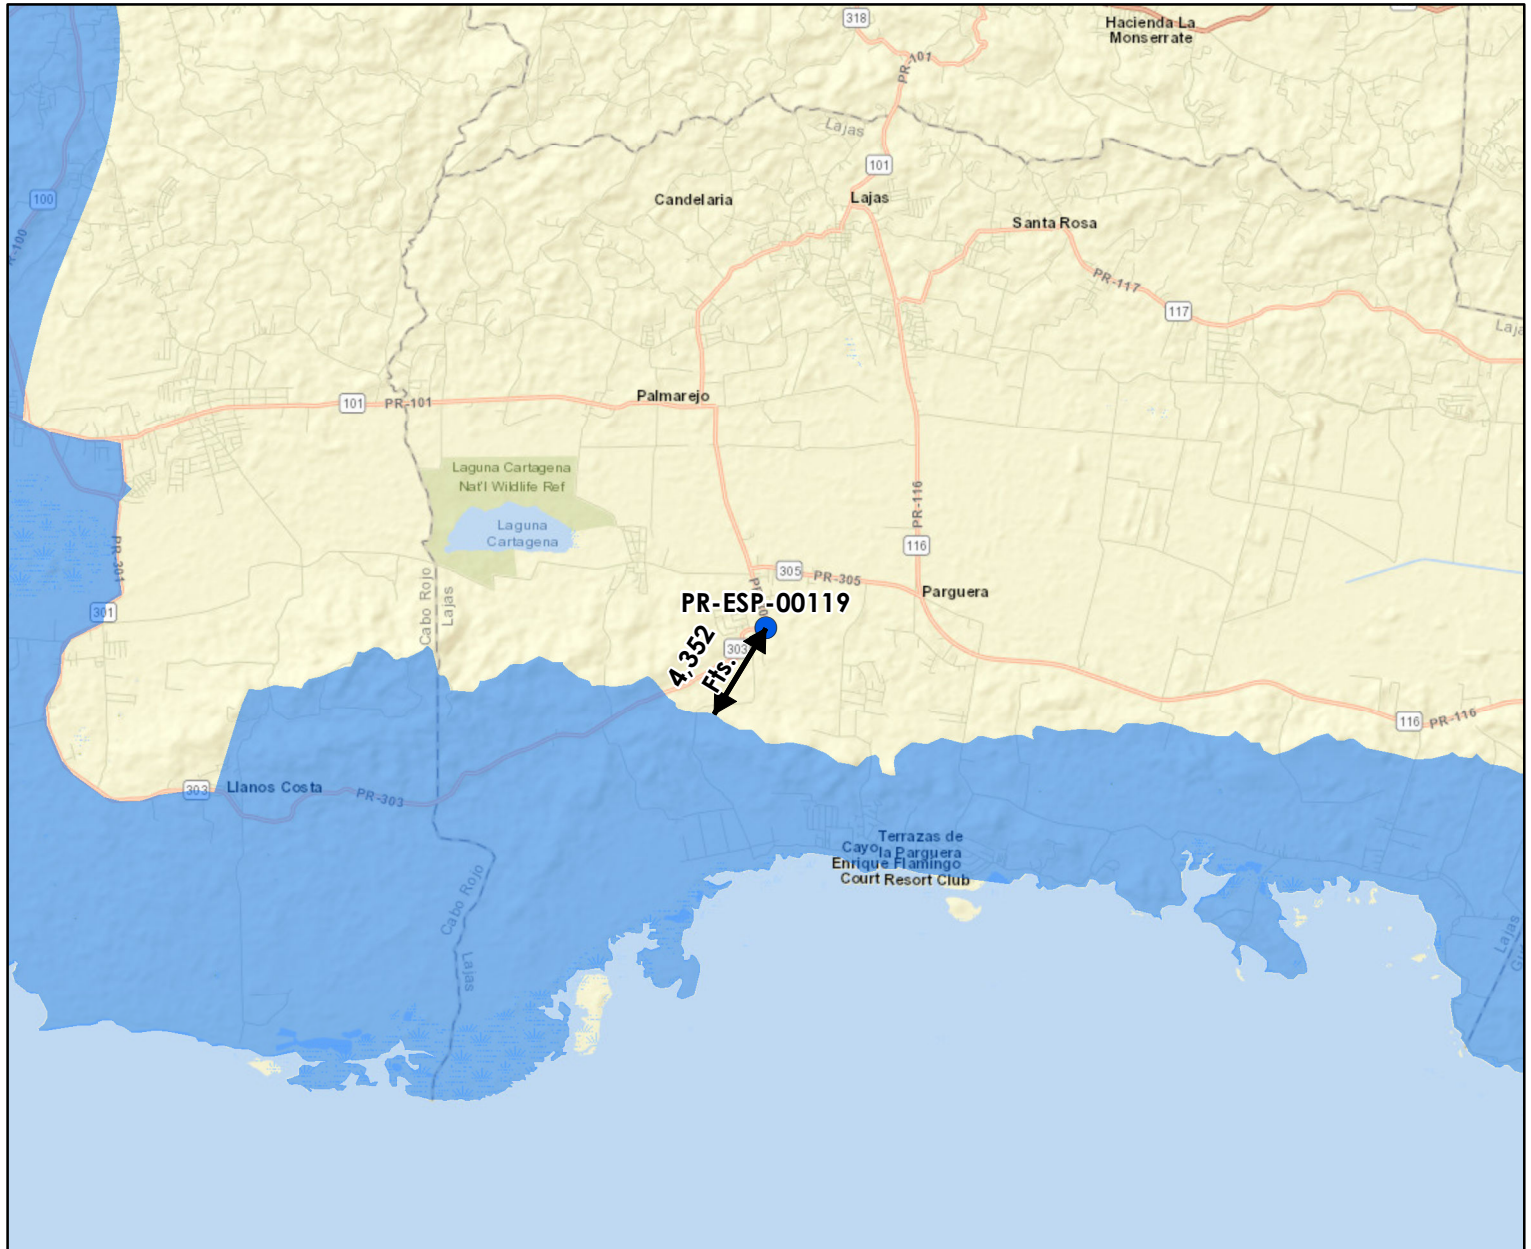 318
Hacienda La
Monserrate
PR-101
Lajas
101
100
Candelaria
Lajas
Santa Rosa
PR-117
117
101
PR-101
Palmarejo
Laguna Cartagena
Nat'l Wildlife Ref
Laguna
Cartagena
PR-116
116
PR-301
301
Cabo Rojo
Lajas
305
PR-305
Parguera
PR-ESP-00119
303
4,352
Fts.
116
PR-116
303
Llanos Costa
PR-303
Terrazas de
la Parguera
Cayo
Enrique Flamingo
Court Resort Club
Cabo Rojo
Lajas
Lajas